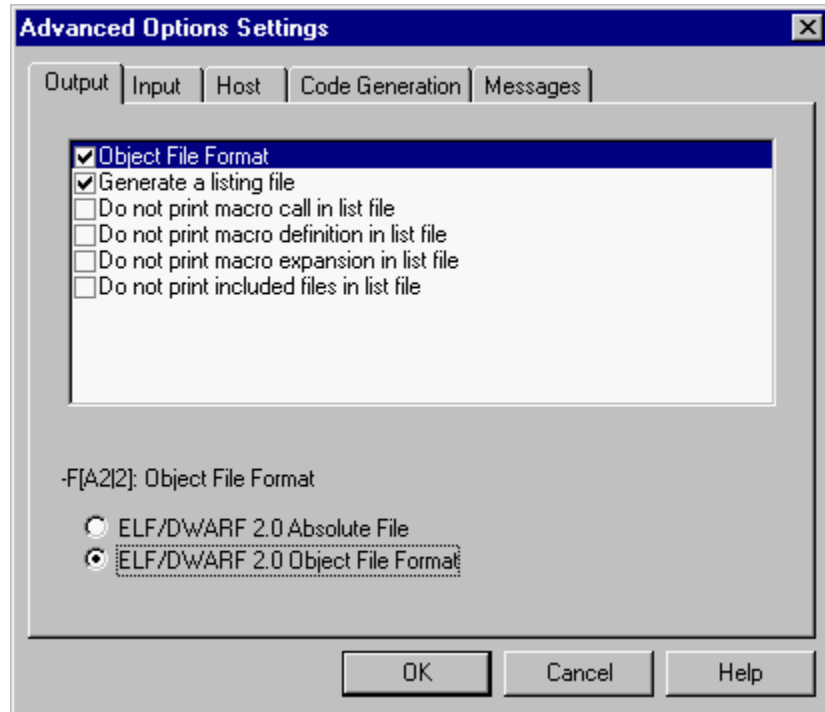 Advanced Options Settings
Output Input Host Code Generation Messages
Object File Format
Generate a listing file
Do not print macro call in list file
Do not print macro definition in list file
Do not print macro expansion in list file
Do not print included files in list file
-F[A2|2]: Object File Format
ELF/DWARF 2.0 Absolute File
ELF/DWARF 2.0 Object File Format
OK Cancel Help